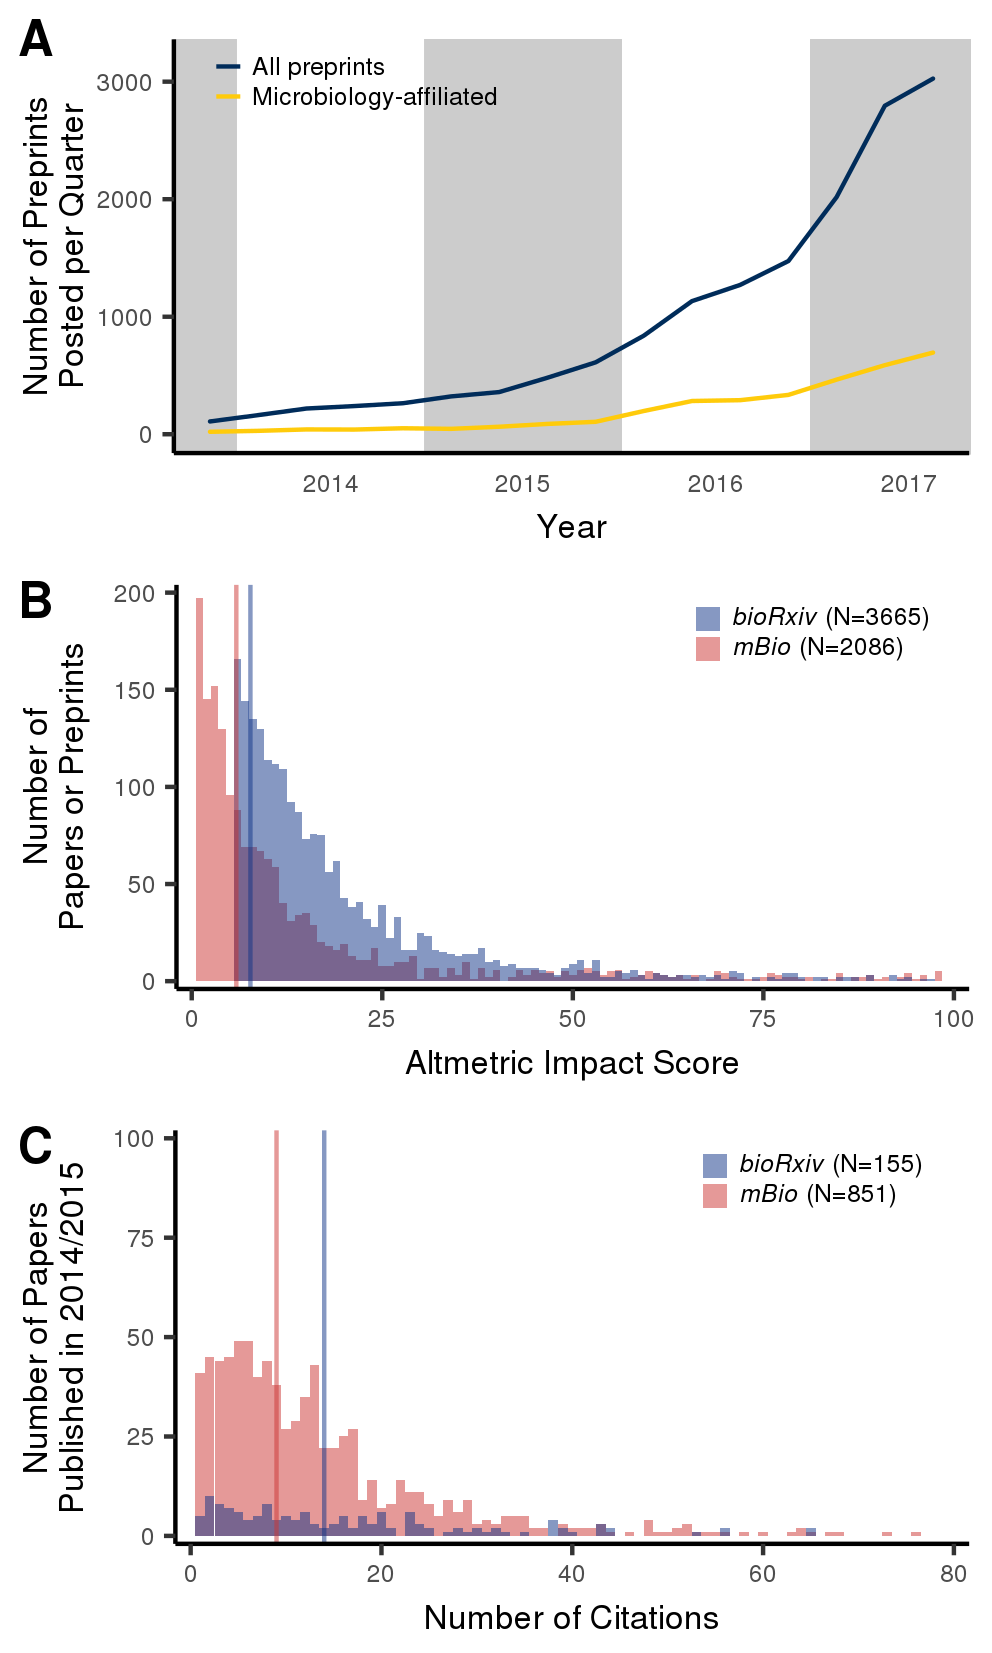 A
All preprints
Microbiology-affiliated
Number of Preprints
Posted per Quarter
3000
2000
1000
0
2014 2015 2016 2017
Year
B
bioRxiv (N=3665)
mBio (N=2086)
Number of
Papers or Preprints
200
150
100
50
0
0 25 50 75 100
Altmetric Impact Score
C
bioRxiv (N=155)
mBio (N=851)
Number of Papers
Published in 2014/2015
100
75
50
25
0
0 20 40 60 80
Number of Citations